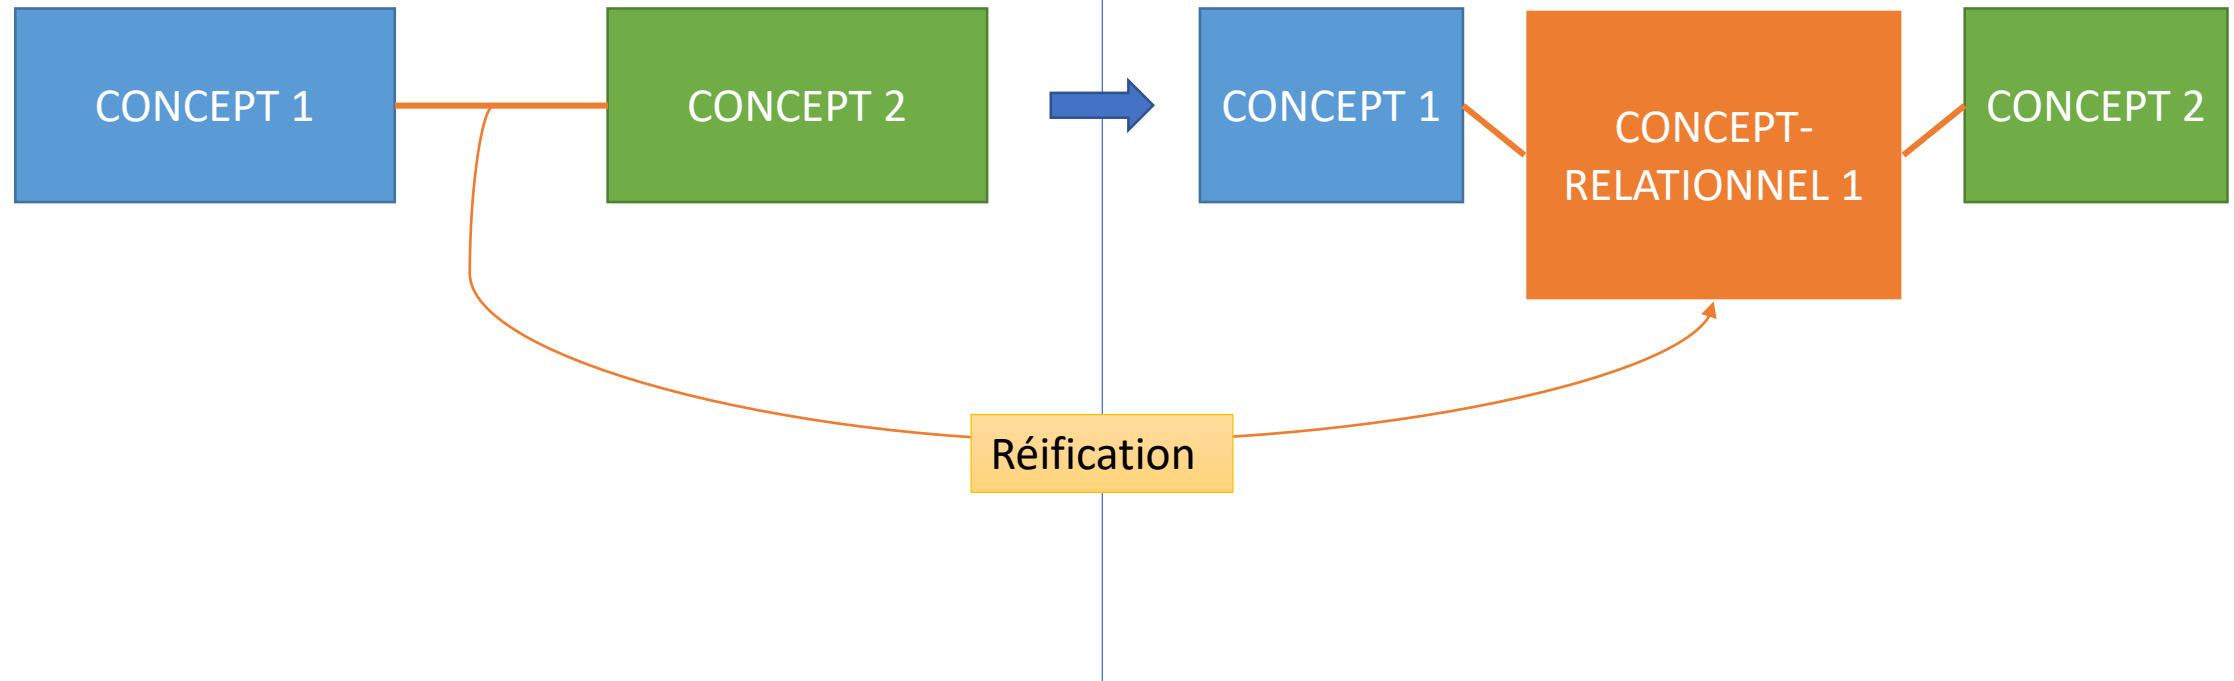 CONCEPT 1
CONCEPT 2
CONCEPT 1
CONCEPT-
RELATIONNEL 1
CONCEPT 2
Réification